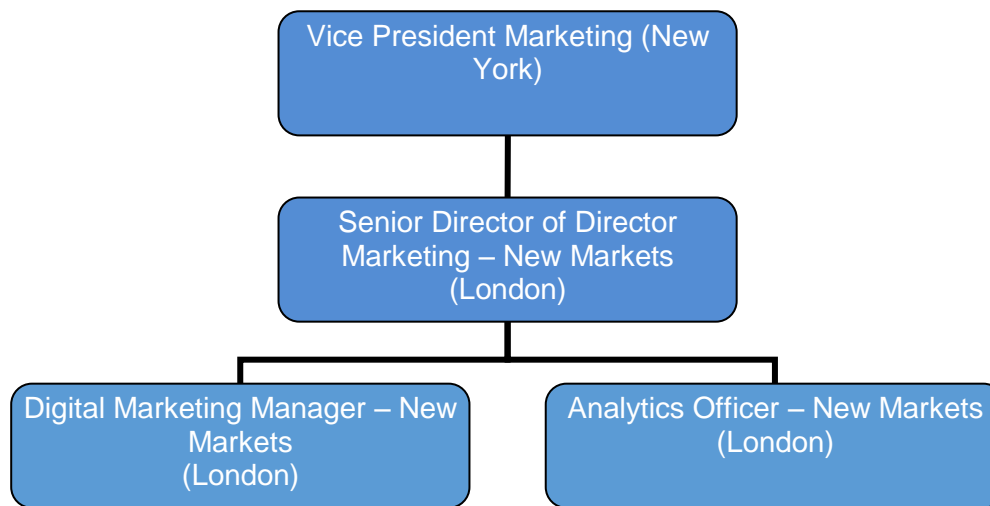 Vice President Marketing (New
York)
Senior Director of Director
Marketing – New Markets
(London)
Digital Marketing Manager – New
Markets
(London)
Analytics Officer – New Markets
(London)